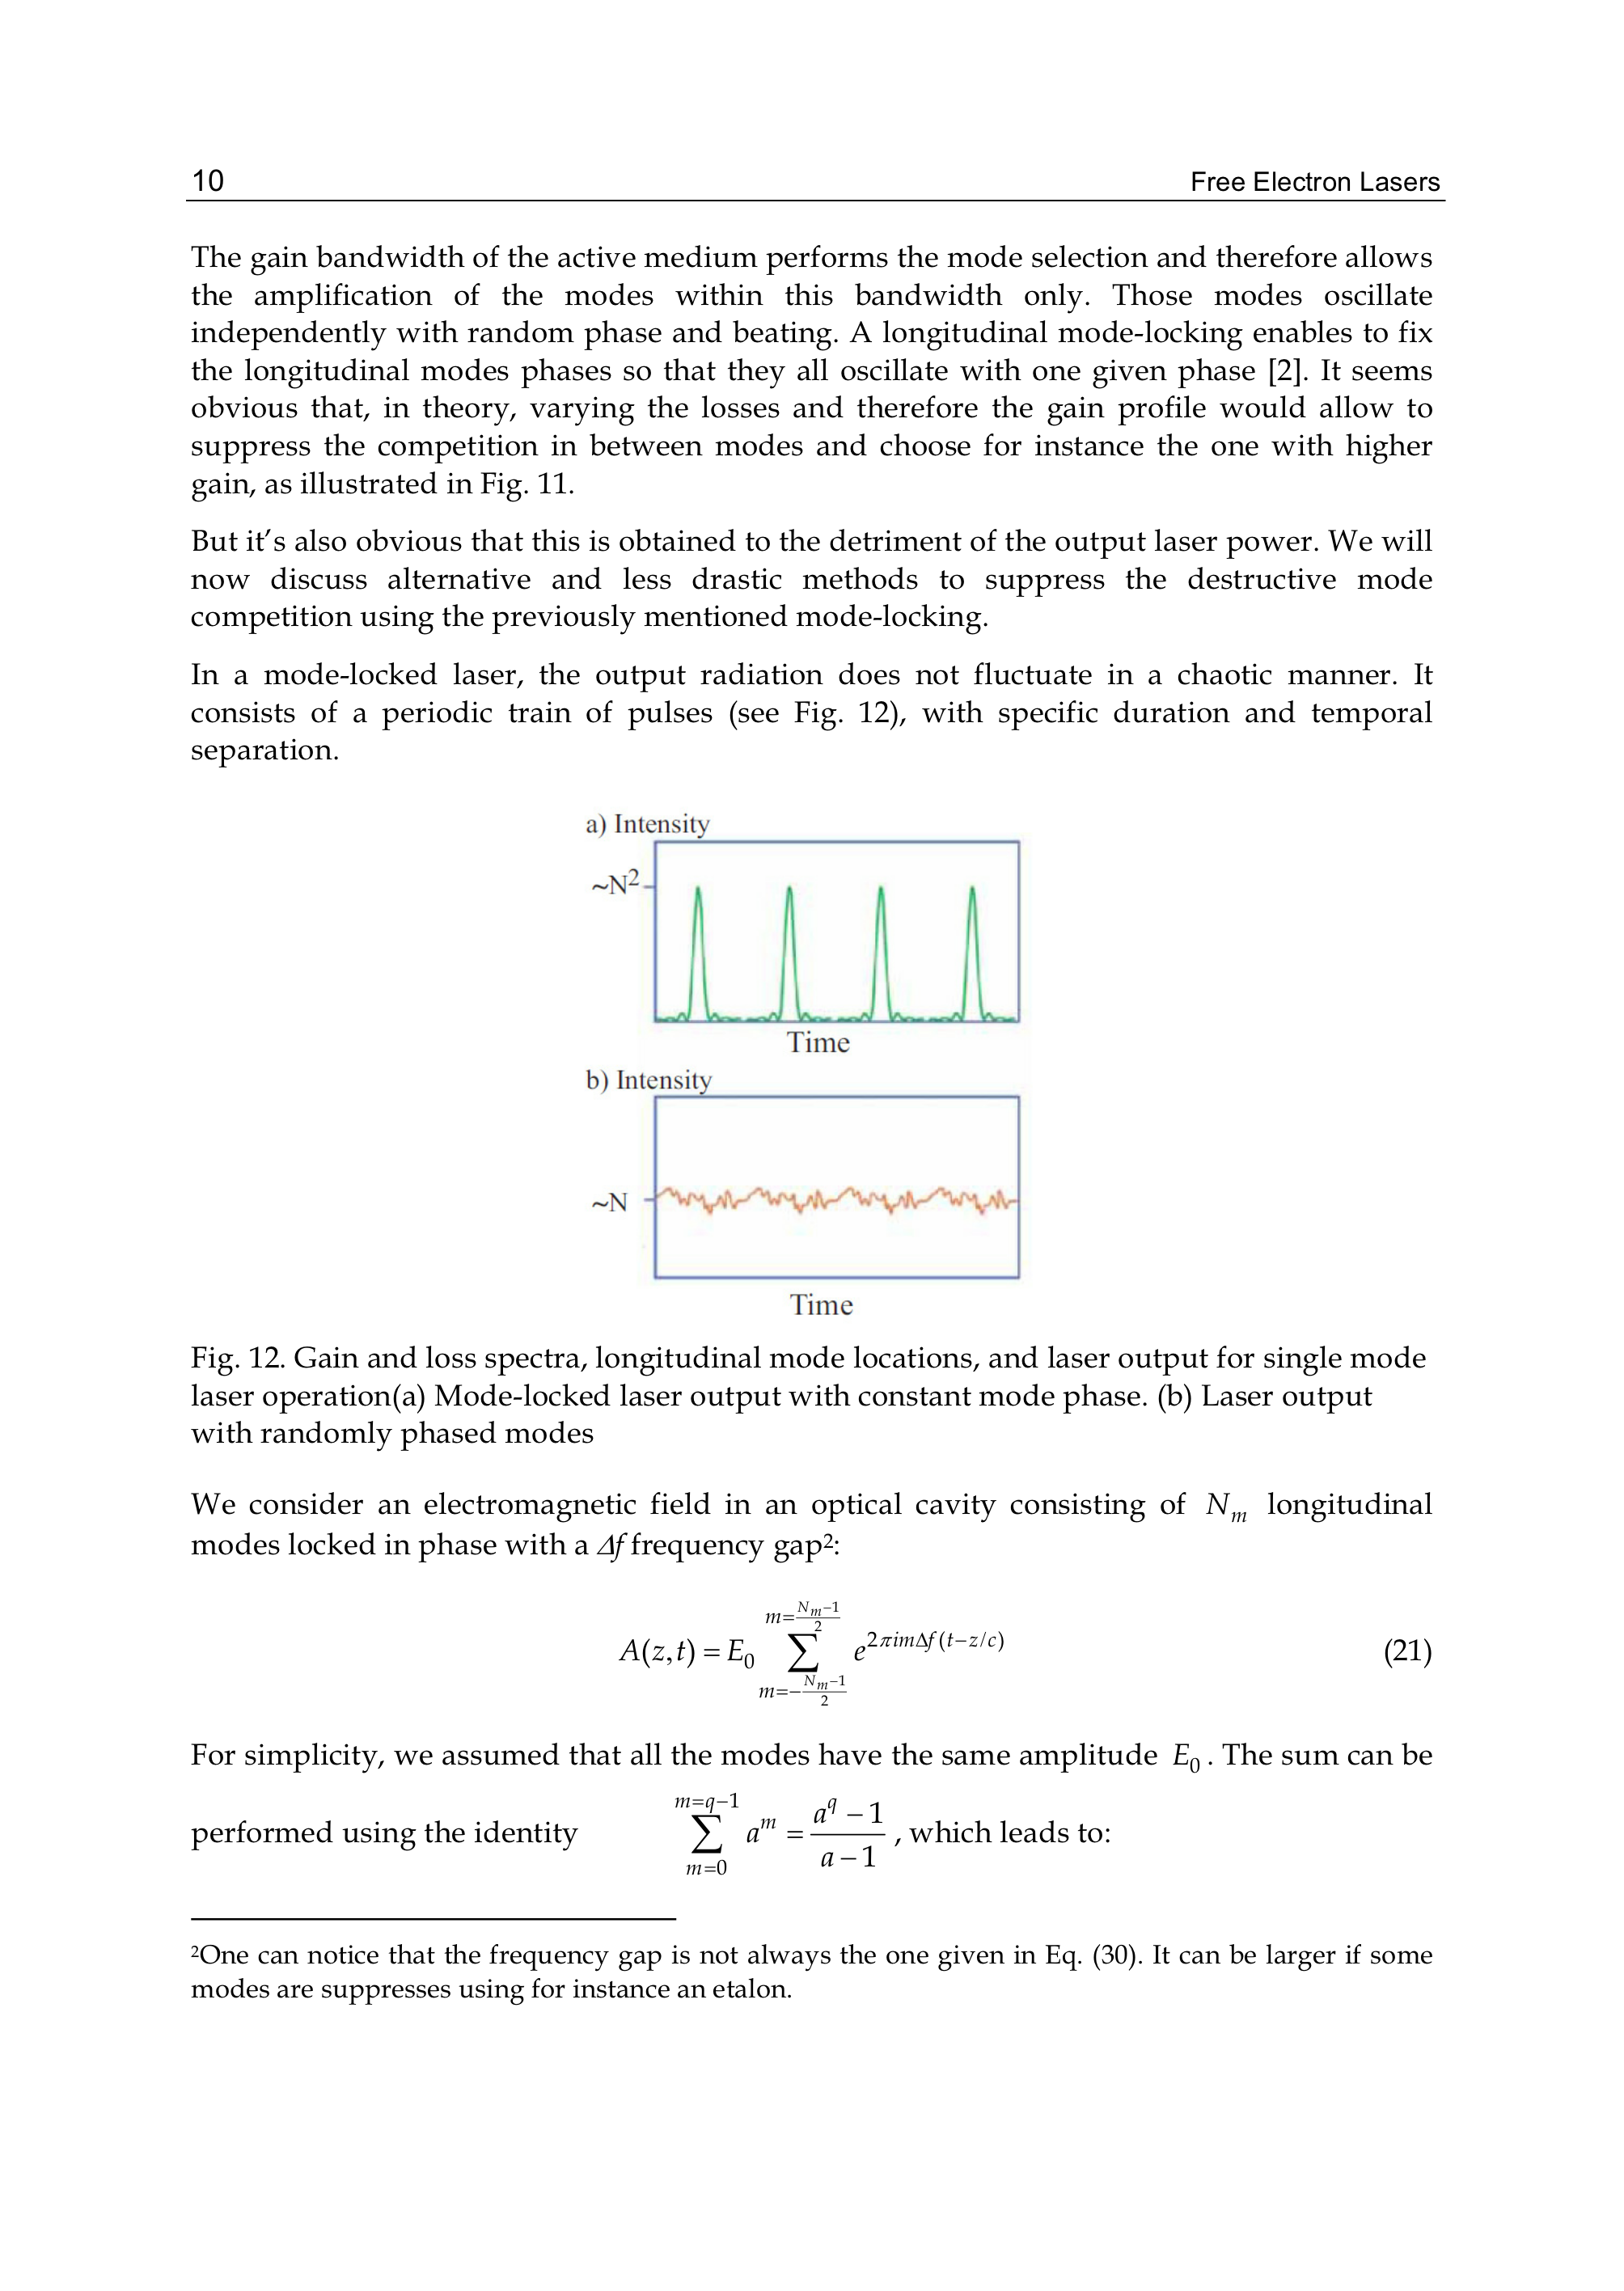 10 Free Electron Lasers
The gain bandwidth of the active medium performs the mode selection and therefore allows
the amplification of the modes within this bandwidth only. Those modes oscillate
independently with random phase and beating. A longitudinal mode-locking enables to fix
the longitudinal modes phases so that they all oscillate with one given phase [2]. It seems
obvious that, in theory, varying the losses and therefore the gain profile would allow to
suppress the competition in between modes and choose for instance the one with higher
gain, as illustrated in Fig. 11.
But it's also obvious that this is obtained to the detriment of the output laser power. We will
now discuss alternative and less drastic methods to suppress the destructive mode
competition using the previously mentioned mode-locking.
In a mode-locked laser, the output radiation does not fluctuate in a chaotic manner. It
consists of a periodic train of pulses (see Fig. 12), with specific duration and temporal
separation.
a) Intensity
~N²
Time
b) Intensity
~N
Time
Fig. 12. Gain and loss spectra, longitudinal mode locations, and laser output for single mode
laser operation(a) Mode-locked laser output with constant mode phase. (b) Laser output
with randomly phased modes
We consider an electromagnetic field in an optical cavity consisting of N_m longitudinal
modes locked in phase with a Δf frequency gap²:
A(z,t) = E_0 \sum_{m=-\frac{N_m-1}{2}}^{m=\frac{N_m-1}{2}} e^{2πimΔf(t−z/c)} (21)
For simplicity, we assumed that all the modes have the same amplitude E_0 . The sum can be
performed using the identity \sum_{m=0}^{m=q-1} a^m = \frac{a^q − 1}{a − 1} , which leads to:
²One can notice that the frequency gap is not always the one given in Eq. (30). It can be larger if some
modes are suppresses using for instance an etalon.